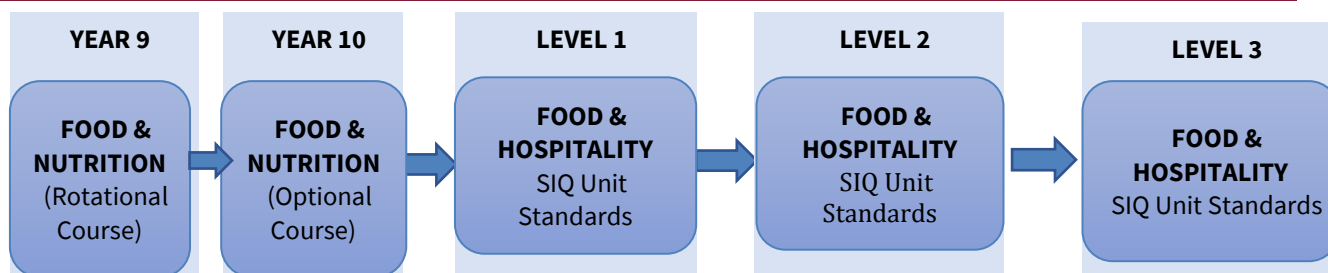 YEAR 9
FOOD &
NUTRITION
(Rotational
Course)
YEAR 10
FOOD &
NUTRITION
(Optional
Course)
LEVEL 1
FOOD &
HOSPITALITY
SIQ Unit
Standards
LEVEL 2
FOOD &
HOSPITALITY
SIQ Unit
Standards
LEVEL 3
FOOD &
HOSPITALITY
SIQ Unit Standards